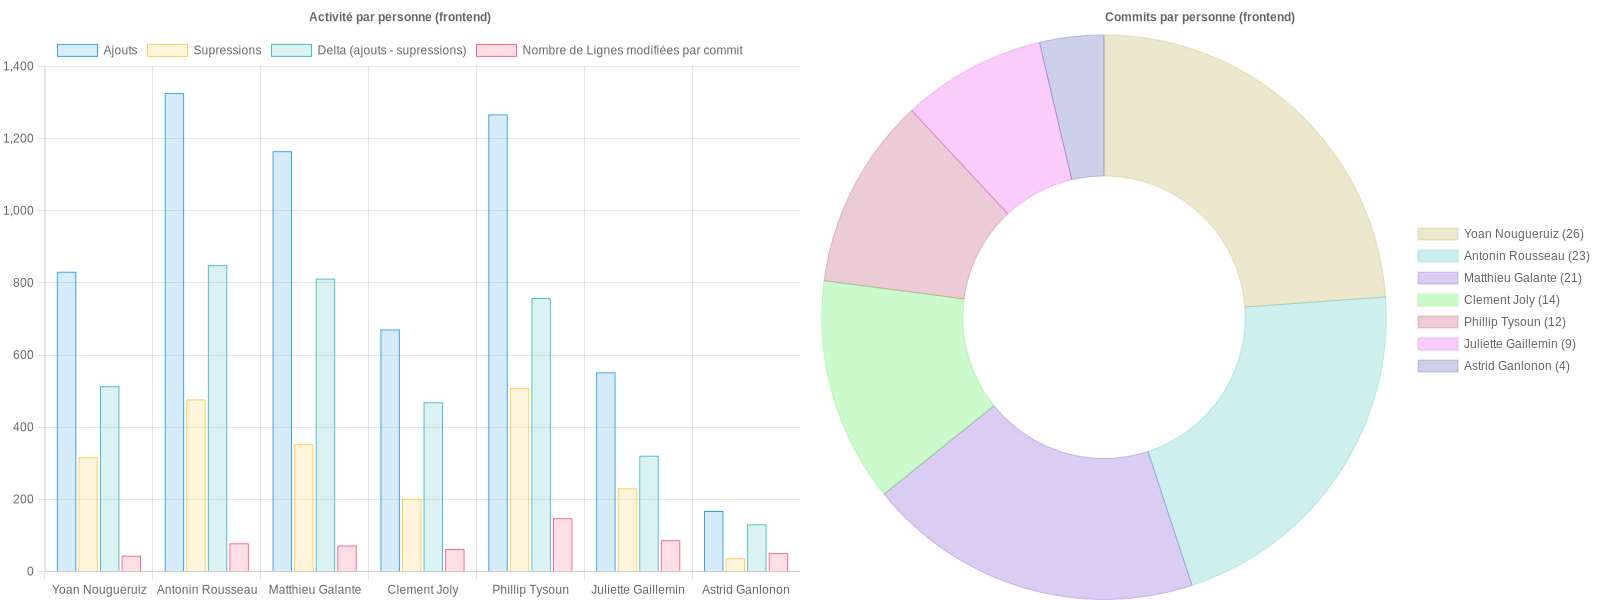 Activité par personne (frontend)
Ajouts
Supressions
Delta (ajouts - supressions)
Nombre de Lignes modifiées par commit
1,400
1,200
1,000
800
600
400
200
0
Yoan Nougueruiz
Antonin Rousseau
Matthieu Galante
Clement Joly
Phillip Tysoun
Juliette Gaillemin
Astrid Ganlonon
Commits par personne (frontend)
Yoan Nougueruiz (26)
Antonin Rousseau (23)
Matthieu Galante (21)
Clement Joly (14)
Phillip Tysoun (12)
Juliette Gaillemin (9)
Astrid Ganlonon (4)